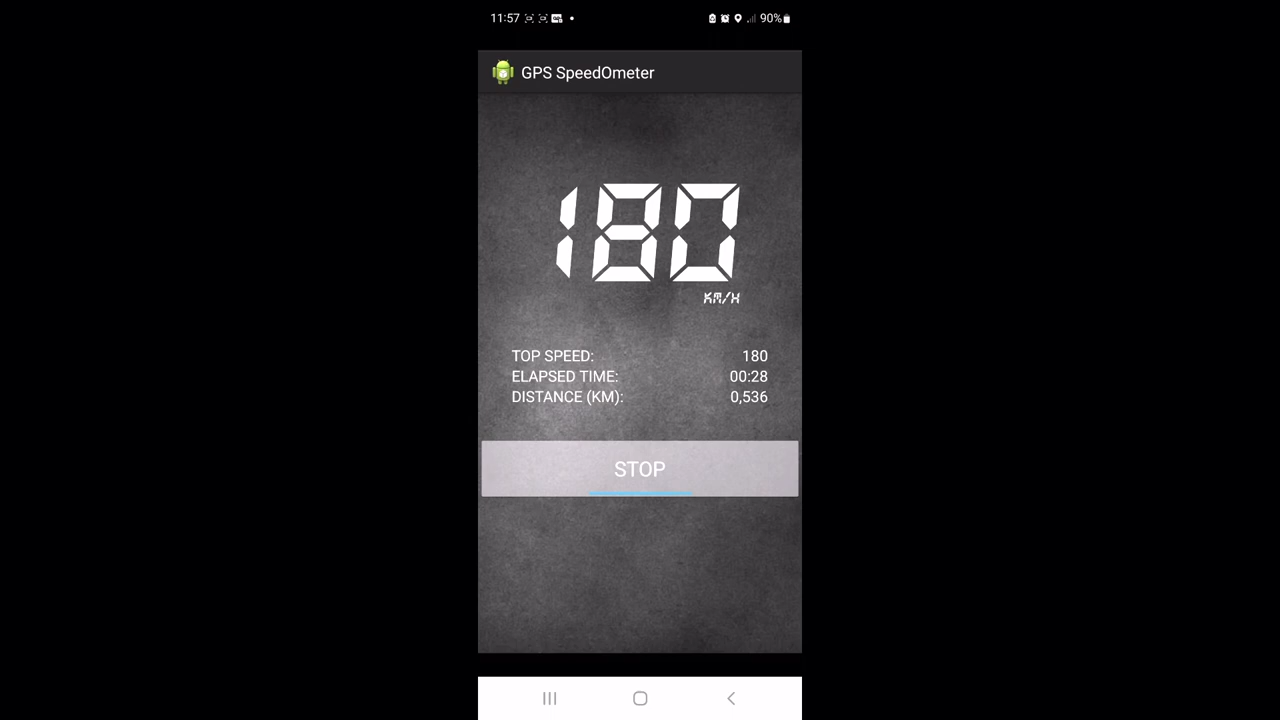 11:57 90%
GPS SpeedOmeter
180
KM/H
TOP SPEED: 180
ELAPSED TIME: 00:28
DISTANCE (KM): 0,536
STOP